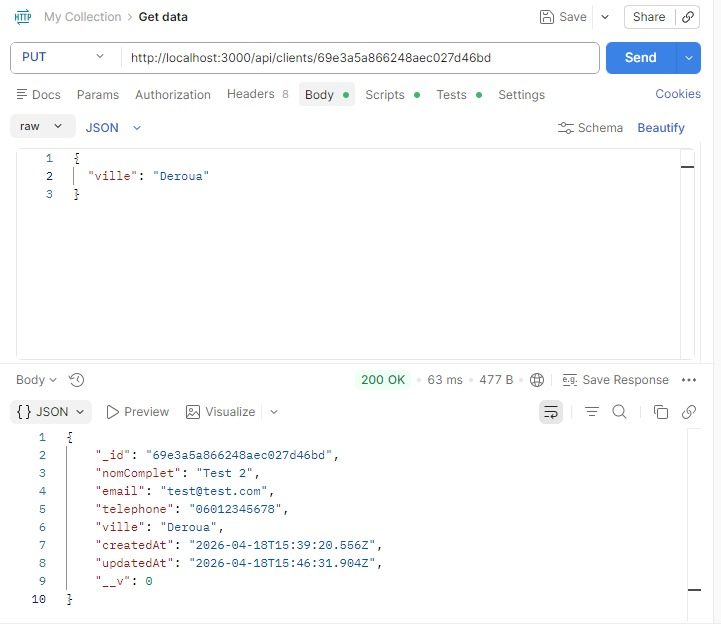 HTTP My Collection > Get data Save Share
PUT http://localhost:3000/api/clients/69e3a5a866248aec027d46bd Send
Docs Params Authorization Headers 8 Body Scripts Tests Settings Cookies
raw JSON Schema Beautify
1 {
2 "ville": "Deroua"
3 }
Body 200 OK • 63 ms • 477 B • e.g. Save Response •••
{} JSON Preview Visualize
1 {
2 "_id": "69e3a5a866248aec027d46bd",
3 "nomComplet": "Test 2",
4 "email": "test@test.com",
5 "telephone": "06012345678",
6 "ville": "Deroua",
7 "createdAt": "2026-04-18T15:39:20.556Z",
8 "updatedAt": "2026-04-18T15:46:31.904Z",
9 "__v": 0
10 }